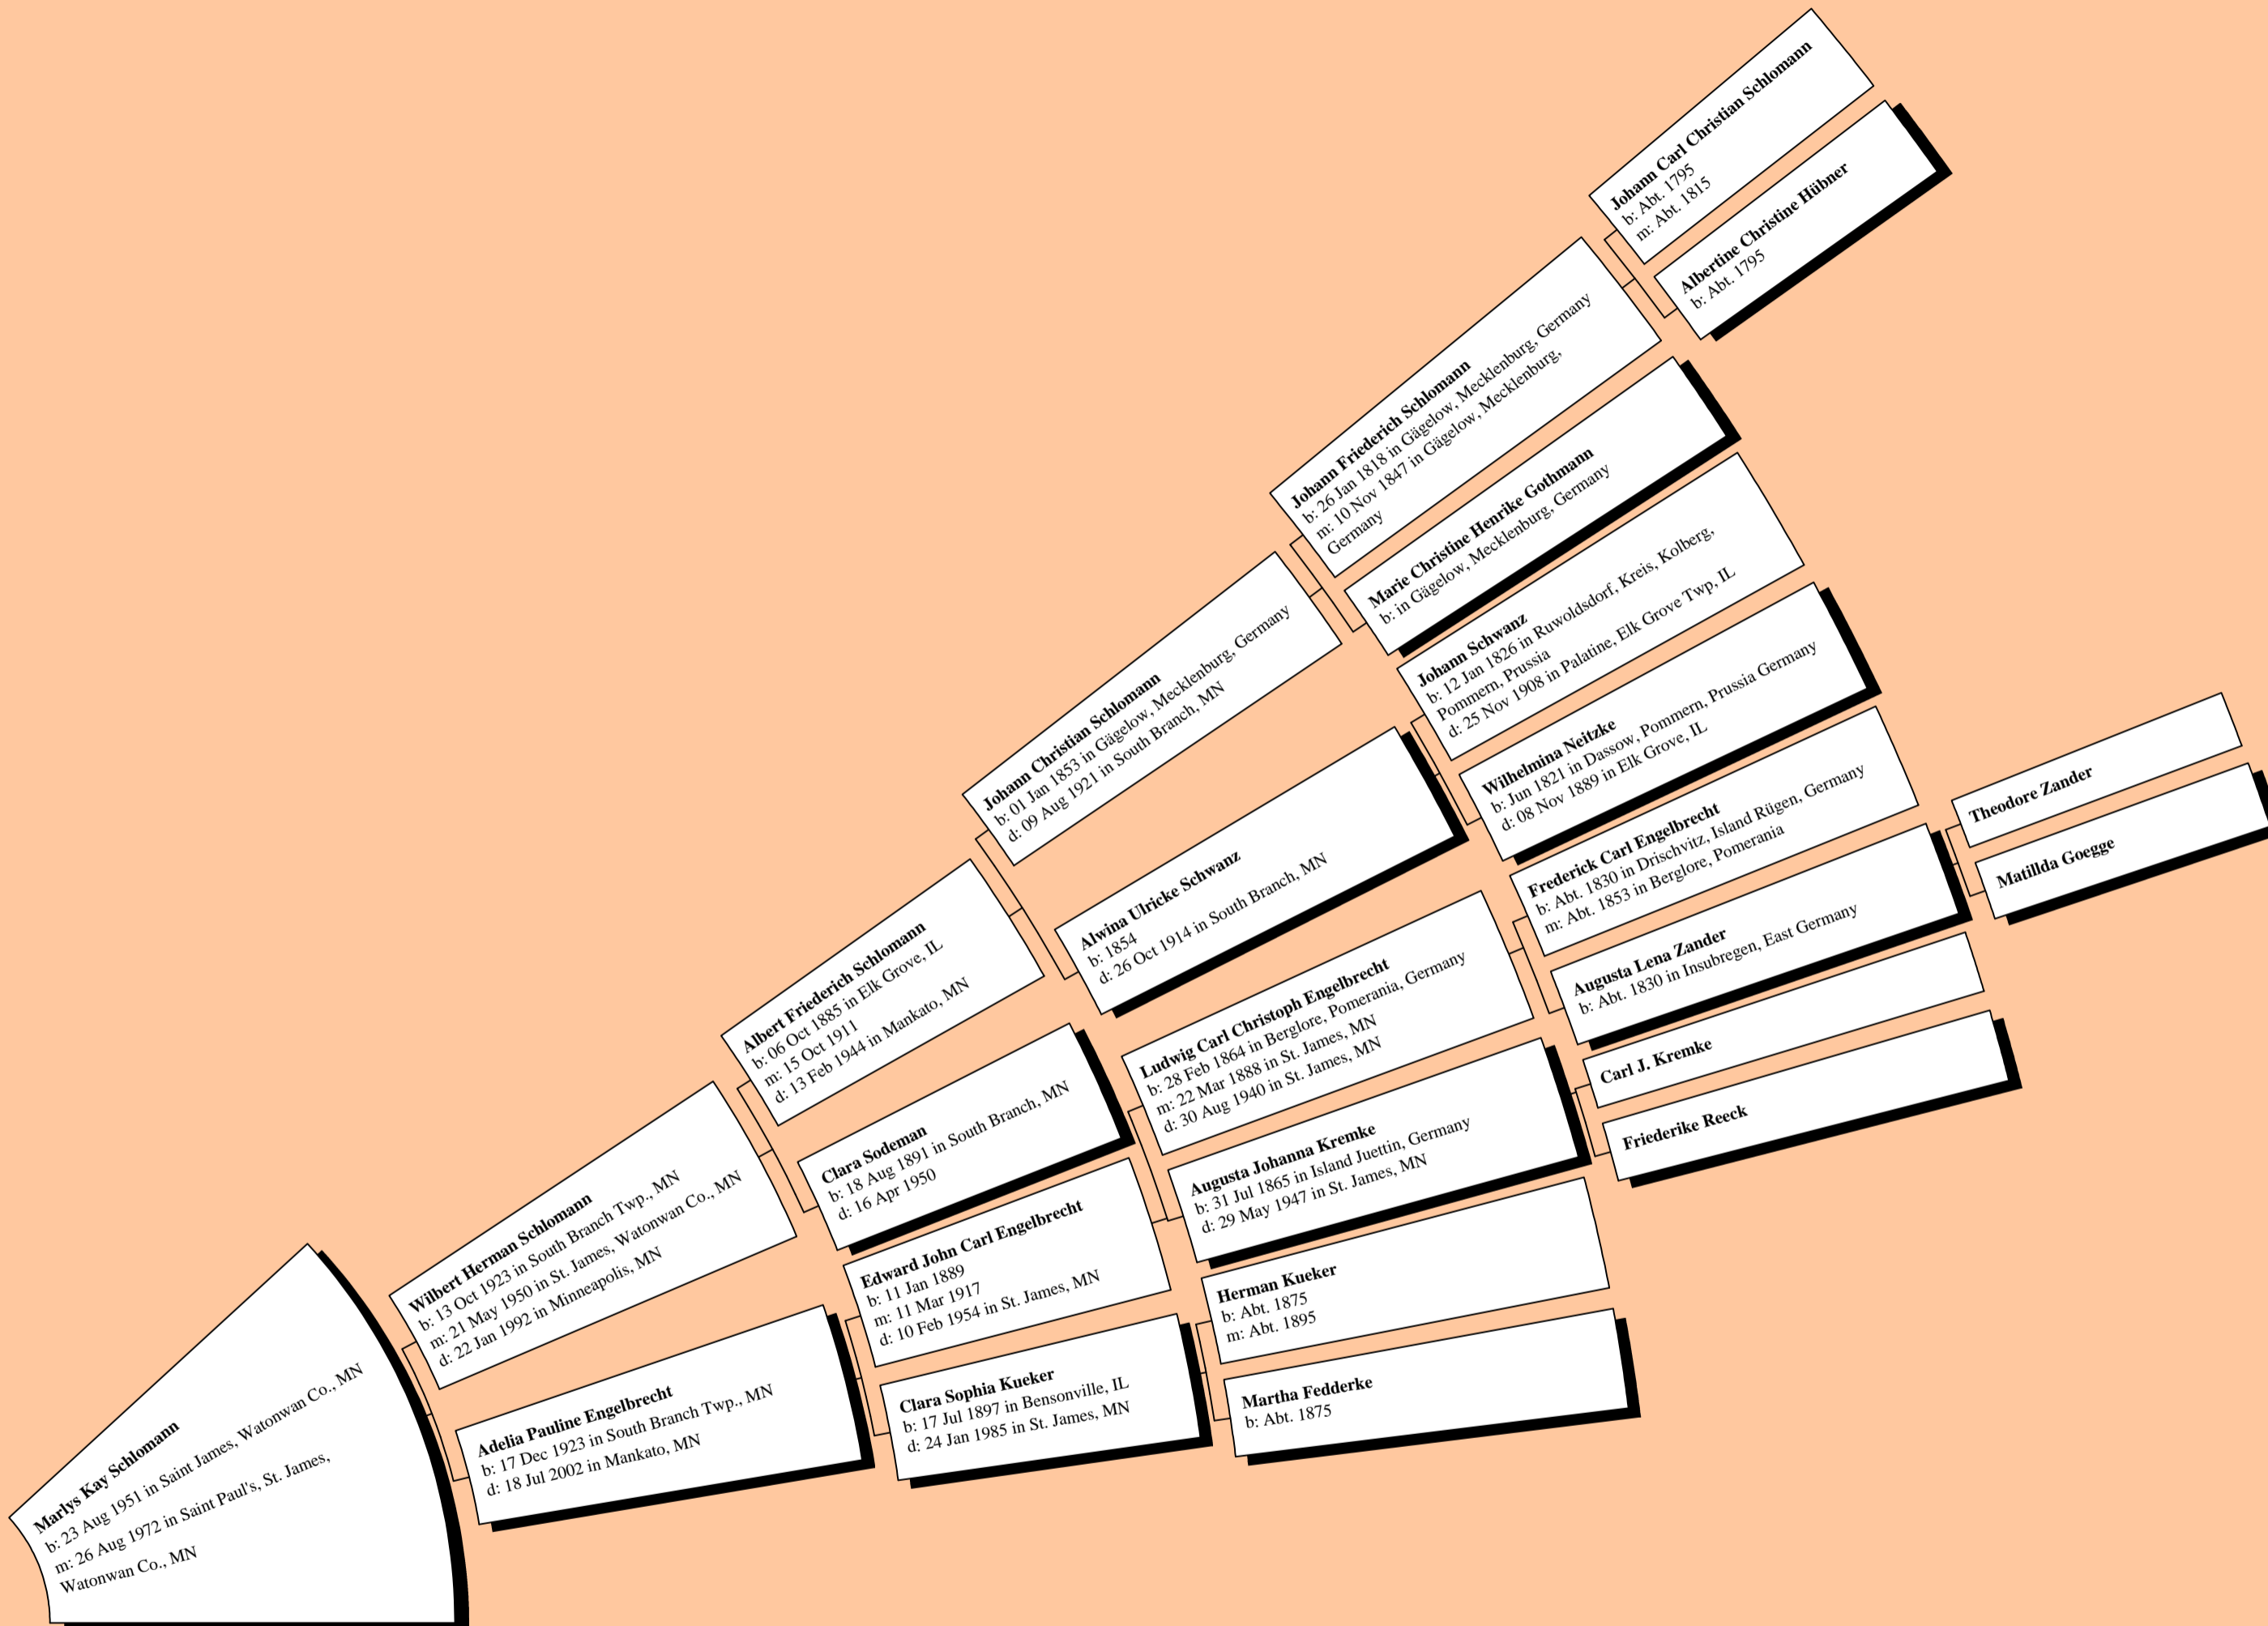 Marlys Kay Schlomann
b: 23 Aug 1951 in Saint James, Watonwan Co., MN
m: 26 Aug 1972 in Saint Paul's, St. James,
Watonwan Co., MN
Wilbert Herman Schlomann
b: 13 Oct 1923 in South Branch Twp., MN
m: 21 May 1950 in St. James, Watonwan Co., MN
d: 22 Jan 1992 in Minneapolis, MN
Adelia Pauline Engelbrecht
b: 17 Dec 1923 in South Branch Twp., MN
d: 18 Jul 2002 in Mankato, MN
Albert Friederich Schlomann
b: 06 Oct 1885 in Elk Grove, IL
m: 15 Oct 1911
d: 13 Feb 1944 in Mankato, MN
Clara Sodeman
b: 18 Aug 1891 in South Branch, MN
d: 16 Apr 1950
Edward John Carl Engelbrecht
b: 11 Jan 1889
m: 11 Mar 1917
d: 10 Feb 1954 in St. James, MN
Clara Sophia Kueker
b: 17 Jul 1897 in Bensonville, IL
d: 24 Jan 1985 in St. James, MN
Johann Christian Schlomann
b: 01 Jan 1853 in Gägelow, Mecklenburg, Germany
d: 09 Aug 1921 in South Branch, MN
Alwina Ulricke Schwanz
b: 1854
d: 26 Oct 1914 in South Branch, MN
Ludwig Carl Christoph Engelbrecht
b: 28 Feb 1864 in Berglore, Pomerania, Germany
m: 22 Mar 1888 in St. James, MN
d: 30 Aug 1940 in St. James, MN
Augusta Johanna Kremke
b: 31 Jul 1865 in Island Juettin, Germany
d: 29 May 1947 in St. James, MN
Herman Kueker
b: Abt. 1875
m: Abt. 1895
Martha Fedderke
b: Abt. 1875
Johann Friederich Schlomann
b: 26 Jan 1818 in Gägelow, Mecklenburg, Germany
m: 10 Nov 1847 in Gägelow, Mecklenburg,
Germany
Marie Christine Henrike Gothmann
b: in Gägelow, Mecklenburg, Germany
Johann Schwanz
b: 12 Jan 1826 in Ruwoldsdorf, Kreis, Kolberg,
Pommern, Prussia
d: 25 Nov 1908 in Palatine, Elk Grove Twp, IL
Wilhelmina Neitzke
b: Jun 1821 in Dassow, Pommern, Prussia Germany
d: 08 Nov 1889 in Elk Grove, IL
Frederick Carl Engelbrecht
b: Abt. 1830 in Drischvitz, Island Rügen, Germany
m: Abt. 1853 in Berglore, Pomerania
Augusta Lena Zander
b: Abt. 1830 in Insubregen, East Germany
Carl J. Kremke
Friederike Reeck
Johann Carl Christian Schlomann
b: Abt. 1795
m: Abt. 1815
Albertine Christine Hübner
b: Abt. 1795
Theodore Zander
Matillda Goegge